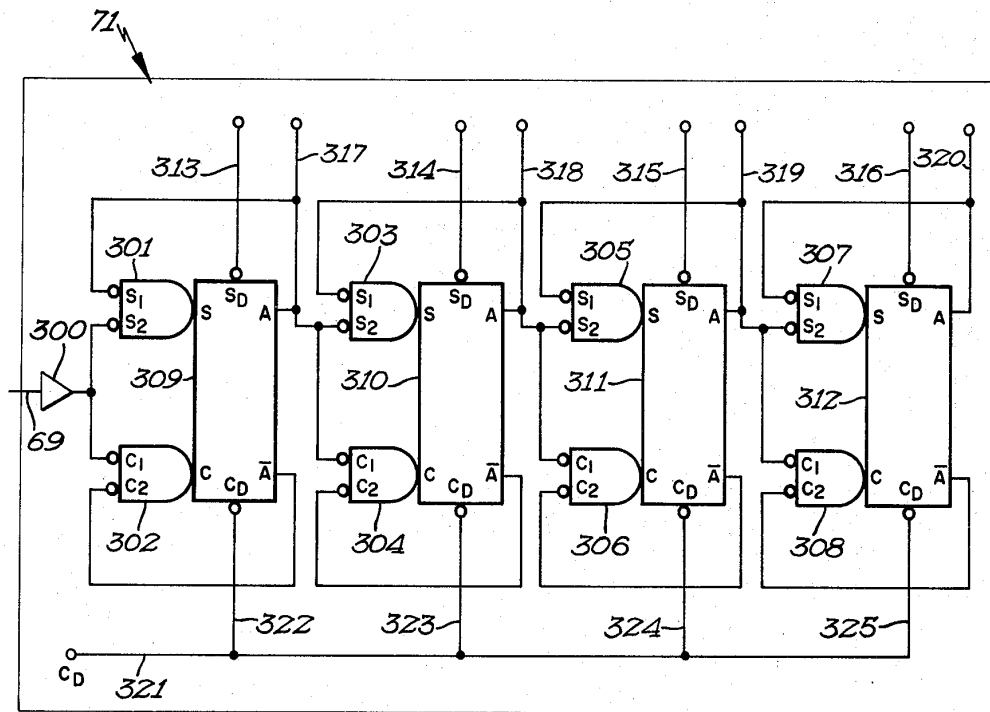 71
313
317
314
318
315
319
316
320
301
303
305
307
S1
S2
S
SD
A
S1
S2
S
SD
A
S1
S2
S
SD
A
S1
S2
S
SD
A
300
309
310
311
312
69
C1
C2
C
CD
A̅
C1
C2
C
CD
A̅
C1
C2
C
CD
A̅
C1
C2
C
CD
A̅
302
304
306
308
322
323
324
325
CD
321